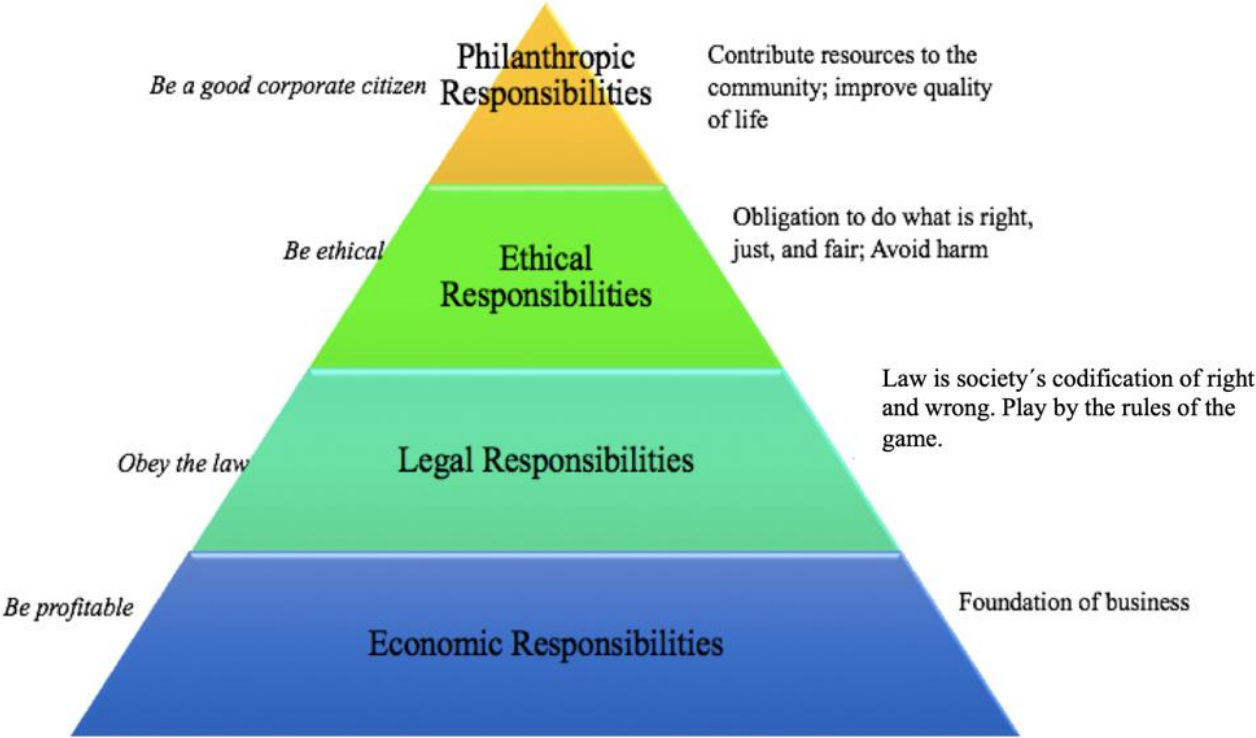 Philanthropic
Responsibilities
Be a good corporate citizen
Contribute resources to the
community; improve quality
of life
Be ethical
Ethical
Responsibilities
Obligation to do what is right,
just, and fair; Avoid harm
Obey the law
Legal Responsibilities
Law is society´s codification of right
and wrong. Play by the rules of the
game.
Be profitable
Economic Responsibilities
Foundation of business